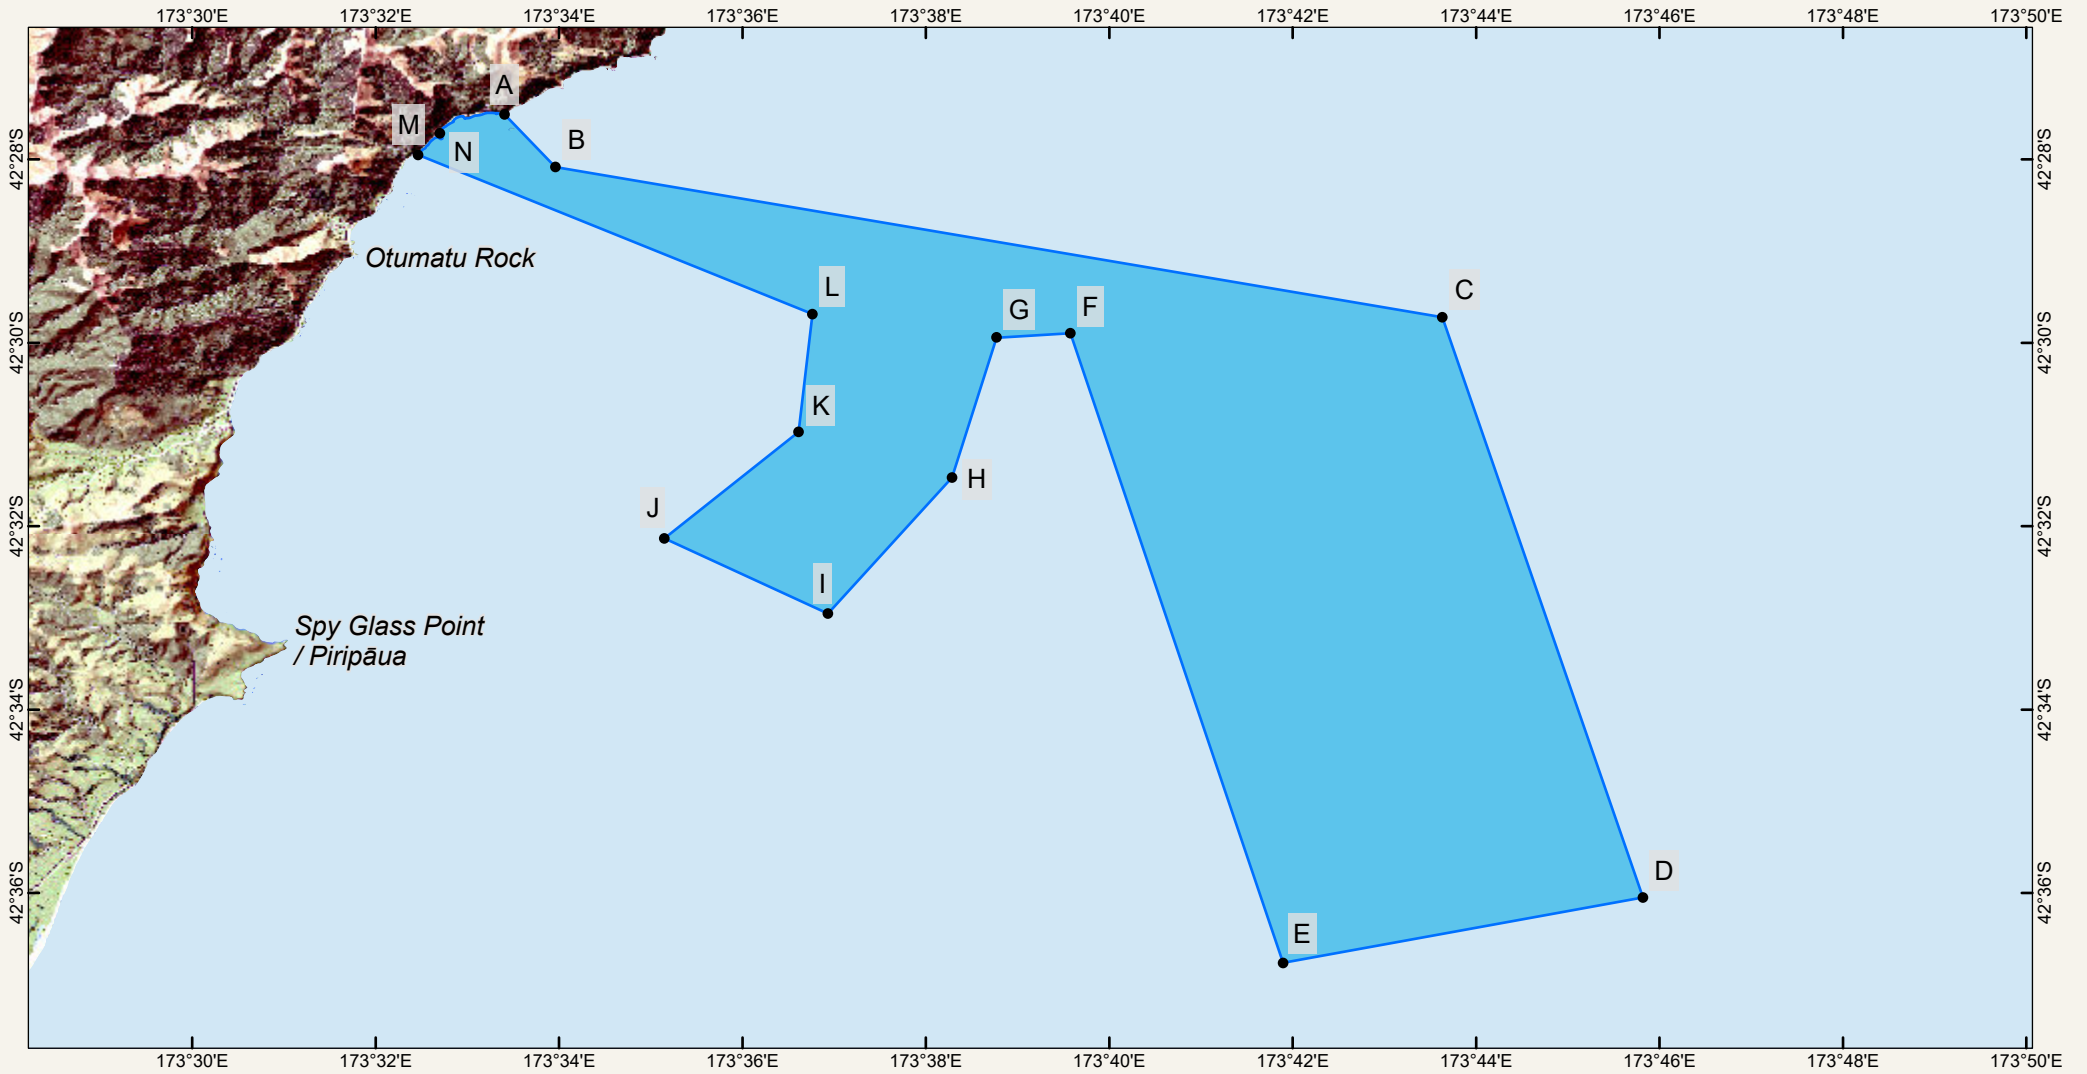 173°30'E 173°32'E 173°34'E 173°36'E 173°38'E 173°40'E 173°42'E 173°44'E 173°46'E 173°48'E 173°50'E
A
M
B
N
42°28'S 42°28'S
Otumatu Rock
L
C
G
F
42°30'S 42°30'S
K
H
J
42°32'S 42°32'S
I
Spy Glass Point
/ Piripāua
42°34'S 42°34'S
D
42°36'S 42°36'S
E
173°30'E 173°32'E 173°34'E 173°36'E 173°38'E 173°40'E 173°42'E 173°44'E 173°46'E 173°48'E 173°50'E